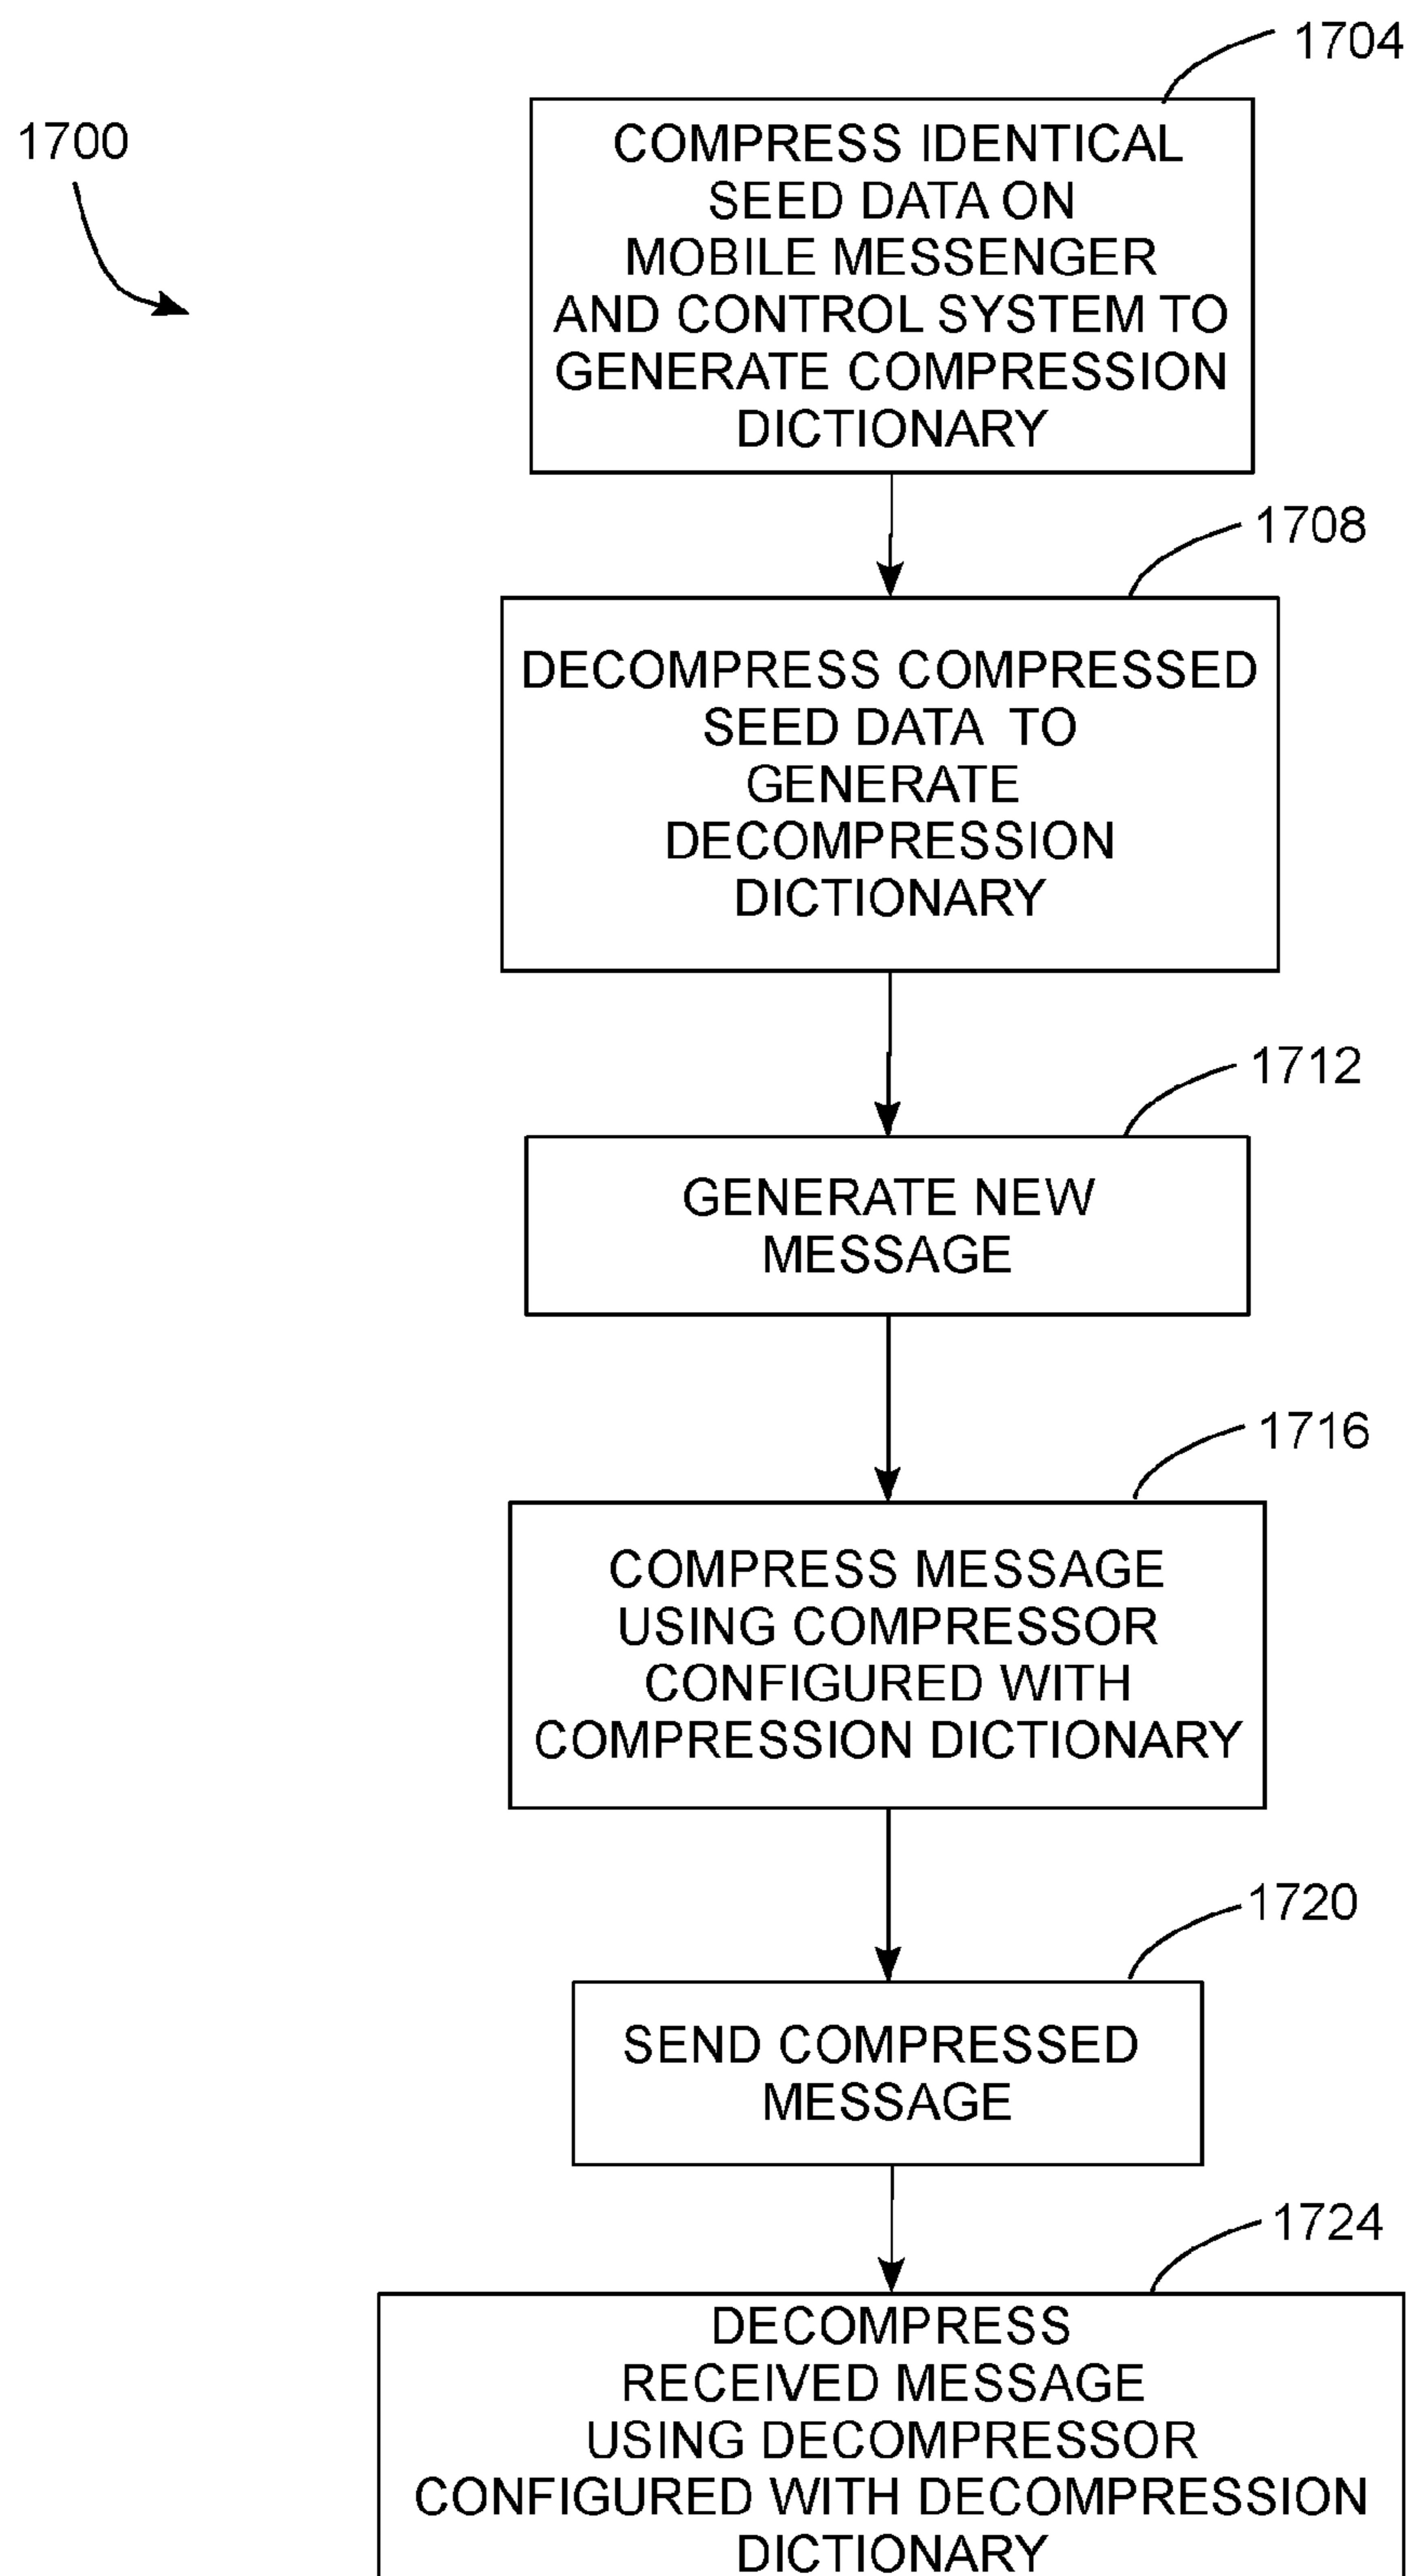 1704
1700
COMPRESS IDENTICAL
SEED DATA ON
MOBILE MESSENGER
AND CONTROL SYSTEM TO
GENERATE COMPRESSION
DICTIONARY
1708
DECOMPRESS COMPRESSED
SEED DATA TO
GENERATE
DECOMPRESSION
DICTIONARY
1712
GENERATE NEW
MESSAGE
1716
COMPRESS MESSAGE
USING COMPRESSOR
CONFIGURED WITH
COMPRESSION DICTIONARY
1720
SEND COMPRESSED
MESSAGE
1724
DECOMPRESS
RECEIVED MESSAGE
USING DECOMPRESSOR
CONFIGURED WITH DECOMPRESSION
DICTIONARY